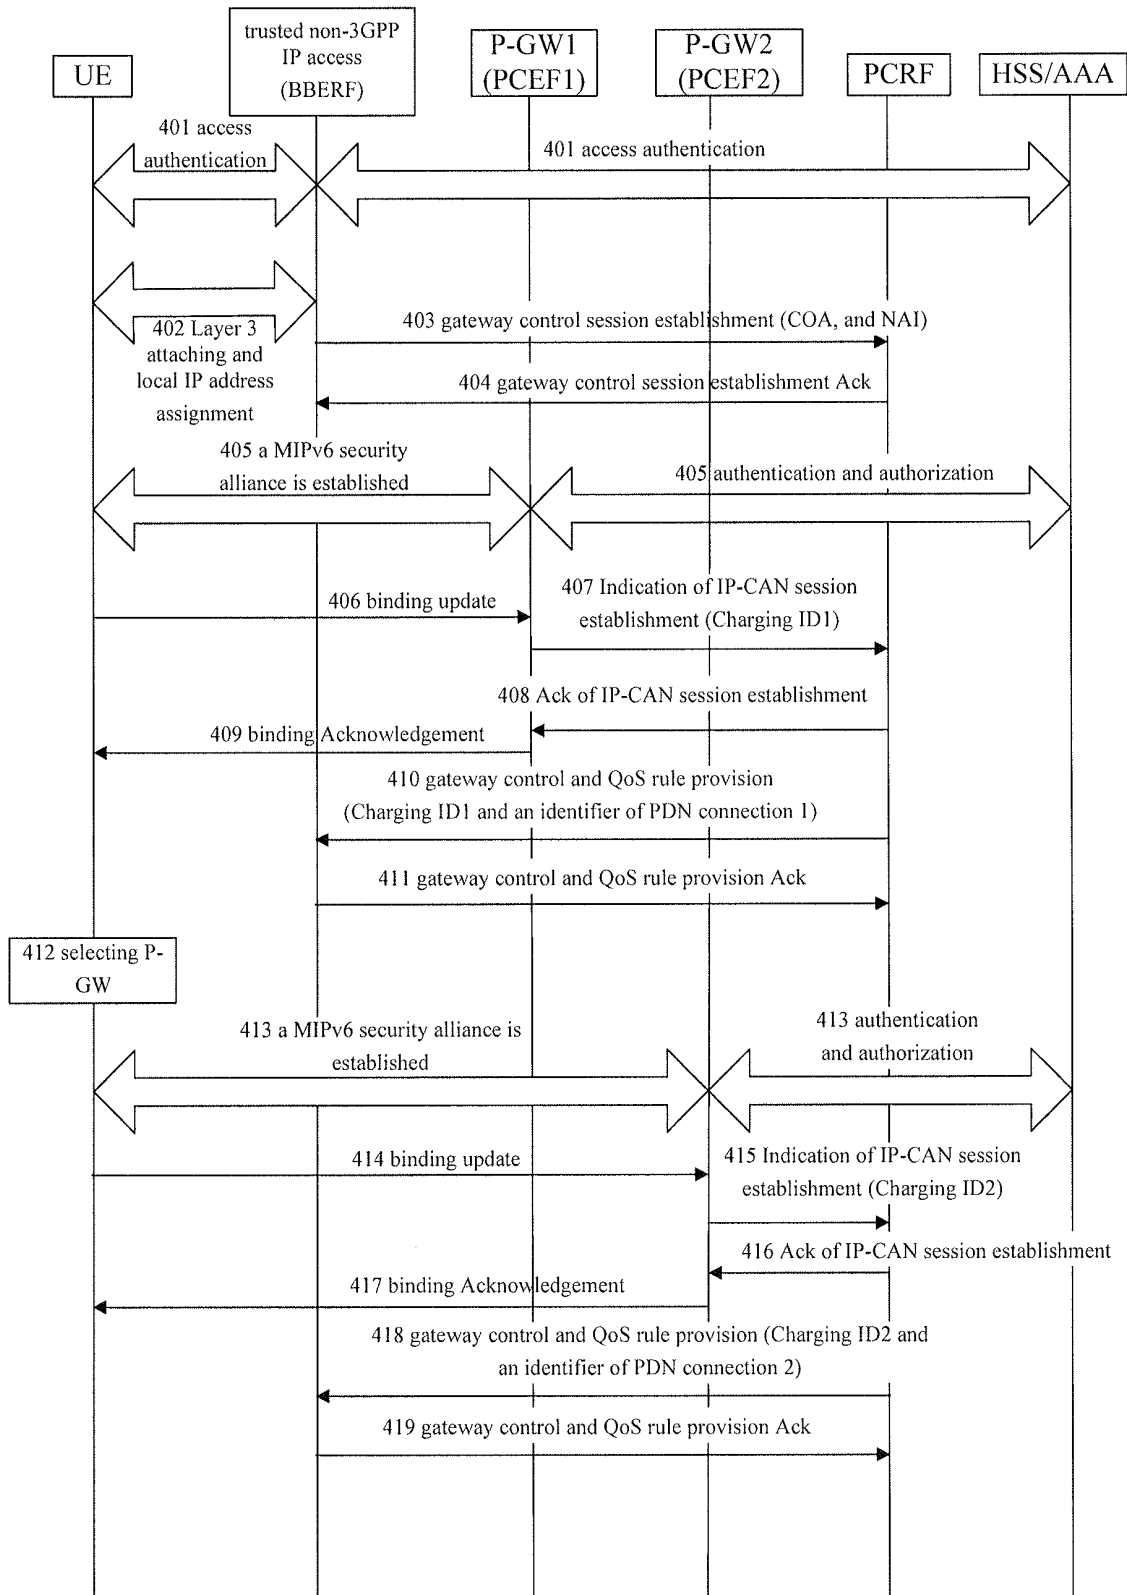 UE
trusted non-3GPP
IP access
(BBERF)
P-GW1
(PCEF1)
P-GW2
(PCEF2)
PCRF
HSS/AAA
401 access
authentication
401 access authentication
402 Layer 3
attaching and
local IP address
assignment
403 gateway control session establishment (COA, and NAI)
404 gateway control session establishment Ack
405 a MIPv6 security
alliance is established
405 authentication and authorization
406 binding update
407 Indication of IP-CAN session
establishment (Charging ID1)
408 Ack of IP-CAN session establishment
409 binding Acknowledgement
410 gateway control and QoS rule provision
(Charging ID1 and an identifier of PDN connection 1)
411 gateway control and QoS rule provision Ack
412 selecting P-
GW
413 a MIPv6 security alliance is
established
413 authentication
and authorization
414 binding update
415 Indication of IP-CAN session
establishment (Charging ID2)
416 Ack of IP-CAN session establishment
417 binding Acknowledgement
418 gateway control and QoS rule provision (Charging ID2 and
an identifier of PDN connection 2)
419 gateway control and QoS rule provision Ack